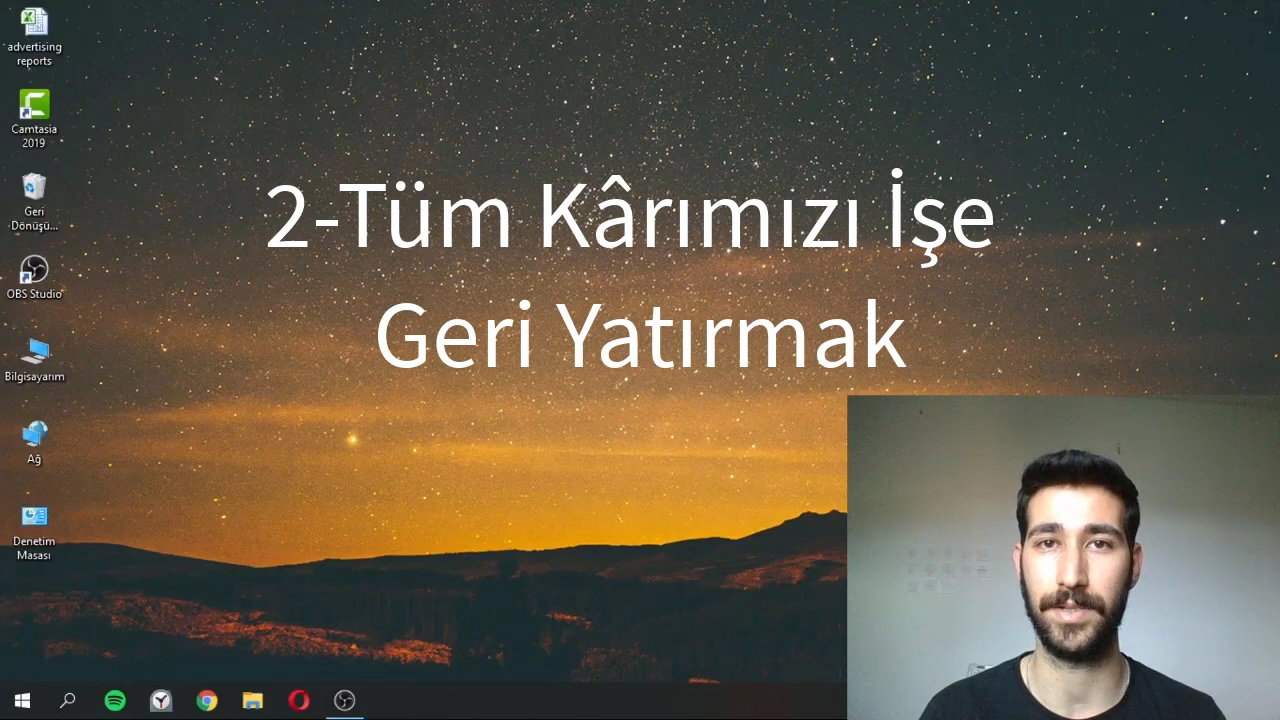 advertising
reports
Camtasia
2019
Geri
Dönüşü...
OBS Studio
Bilgisayarım
Ağ
Denetim
Masası
2-Tüm Kârımızı İşe
Geri Yatırmak